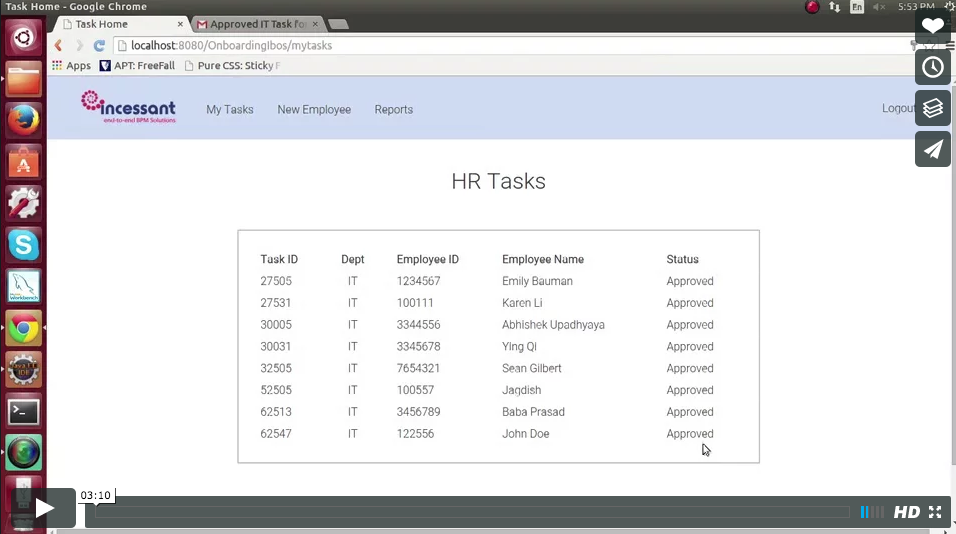 Task Home - Google Chrome
En
5:53 PM
Task Home
Approved IT Task for
localhost:8080/OnboardingIbos/mytasks
Apps
APT: FreeFall
Pure CSS: Sticky F
incessant
end-to-end BPM Solutions
My Tasks
New Employee
Reports
Logout
HR Tasks
Task ID Dept Employee ID Employee Name Status
27505 IT 1234567 Emily Bauman Approved
27531 IT 100111 Karen Li Approved
30005 IT 3344556 Abhishek Upadhyaya Approved
30031 IT 3345678 Ying Qi Approved
32505 IT 7654321 Sean Gilbert Approved
52505 IT 100557 Jagdish Approved
62513 IT 3456789 Baba Prasad Approved
62547 IT 122556 John Doe Approved
03:10
HD